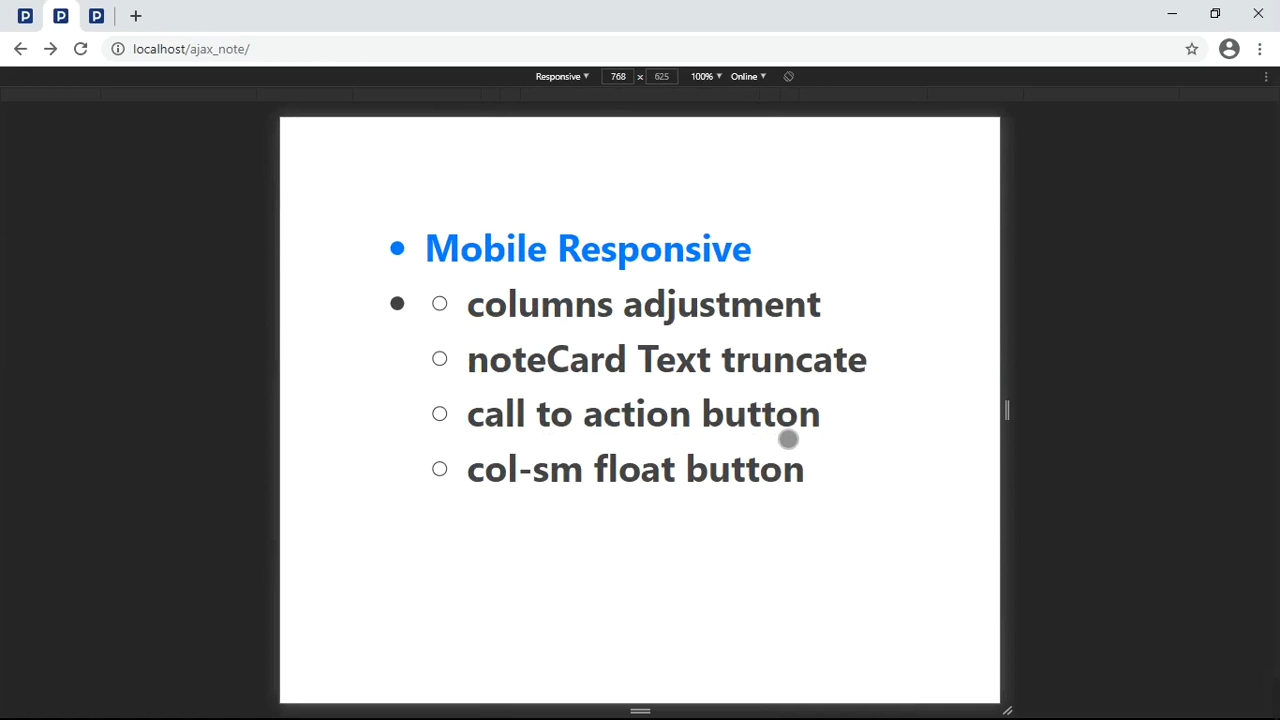 P P P
localhost/ajax_note/
Responsive 768 x 625 100% Online
Mobile Responsive
columns adjustment
noteCard Text truncate
call to action button
col-sm float button